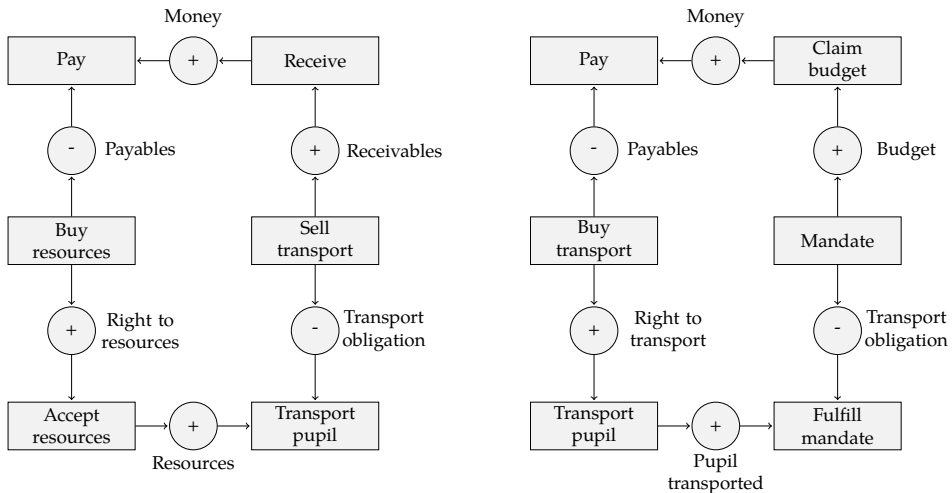 Money
Pay
+
Receive
-
Payables
+
Receivables
Buy
resources
Sell
transport
+
Right to
resources
-
Transport
obligation
Accept
resources
+
Transport
pupil
Resources
Money
Pay
+
Claim
budget
-
Payables
+
Budget
Buy
transport
Mandate
+
Right to
transport
-
Transport
obligation
Transport
pupil
+
Fulfill
mandate
Pupil
transported